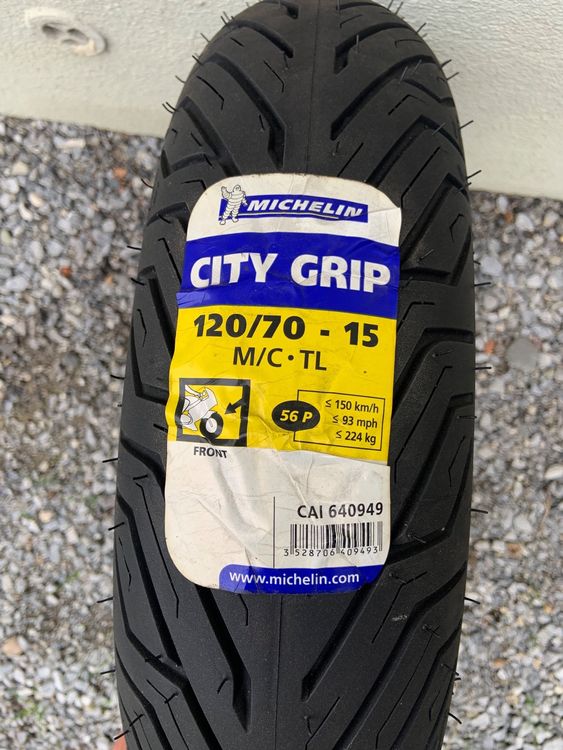 MICHELIN
CITY GRIP
120/70 - 15
M/C • TL
56 P
≤ 150 km/h
≤ 93 mph
≤ 224 kg
FRONT
CAI 640949
3 528706 409493
www.michelin.com